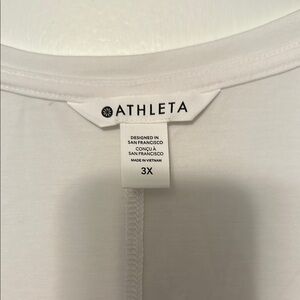 ATHLETA
DESIGNED IN
SAN FRANCISCO
CONÇU À
SAN FRANCISCO
MADE IN VIETNAM
3X